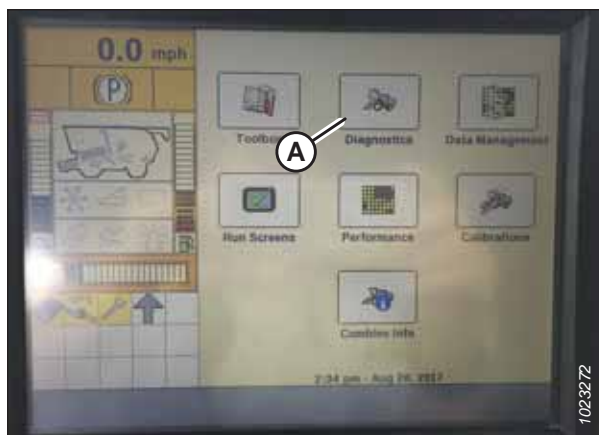 0.0 mph
(P)
Toolbox
Diagnostics
Data Management
A
Run Screens
Performance
Calibrations
Combine Info
2:34 pm - Aug 29, 2017
1023272